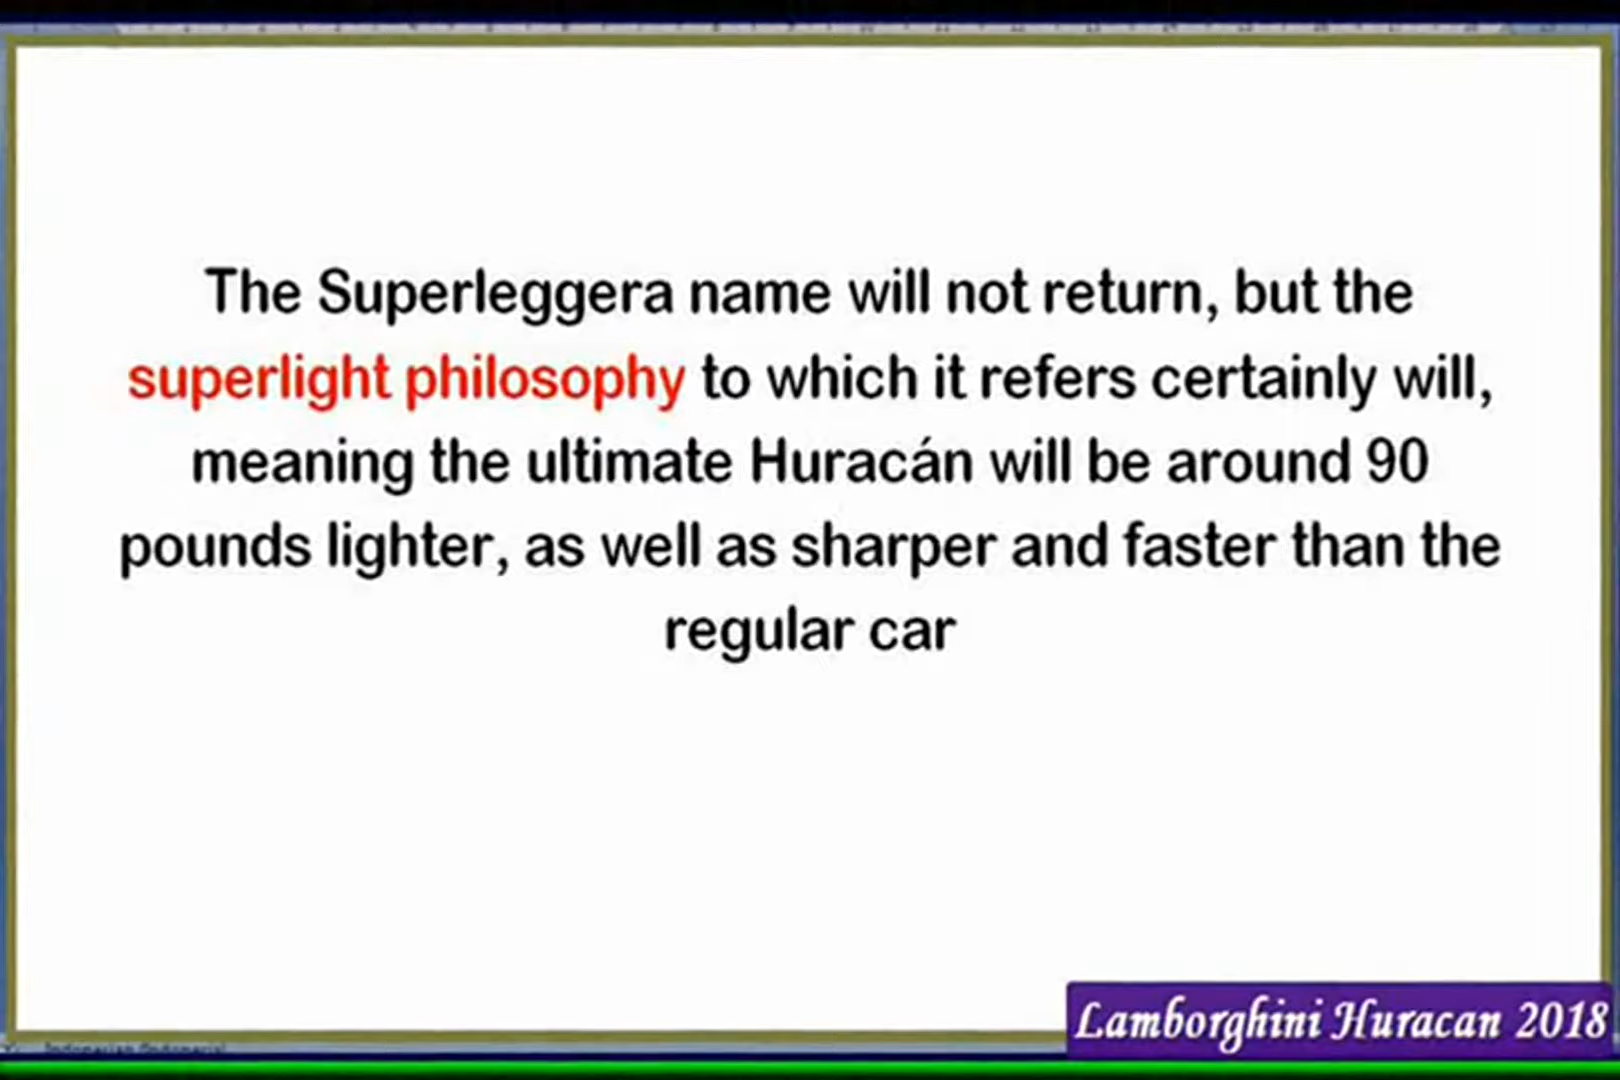 The Superleggera name will not return, but the
superlight philosophy to which it refers certainly will,
meaning the ultimate Huracán will be around 90
pounds lighter, as well as sharper and faster than the
regular car
Lamborghini Huracan 2018